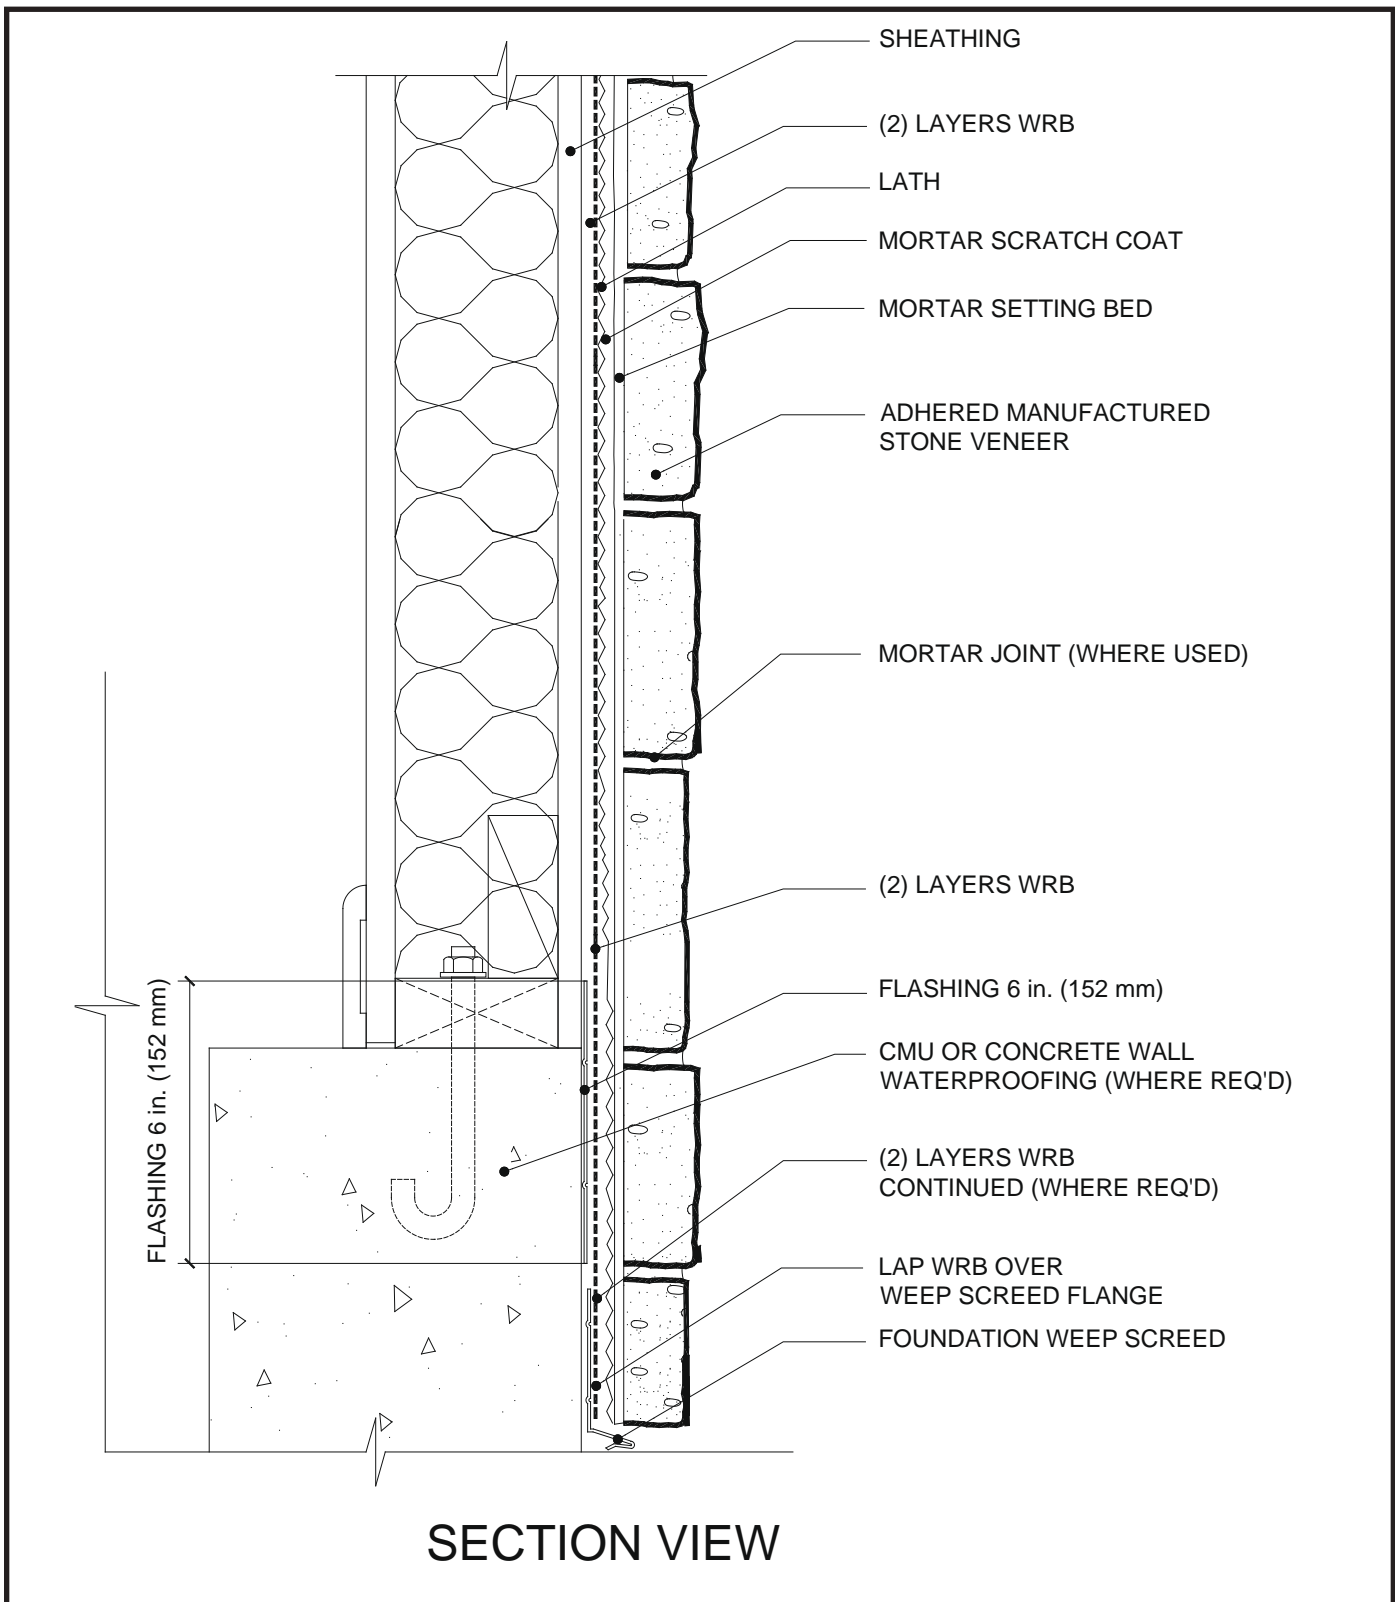 SHEATHING
(2) LAYERS WRB
LATH
MORTAR SCRATCH COAT
MORTAR SETTING BED
ADHERED MANUFACTURED
STONE VENEER
MORTAR JOINT (WHERE USED)
(2) LAYERS WRB
FLASHING 6 in. (152 mm)
FLASHING 6 in. (152 mm)
CMU OR CONCRETE WALL
WATERPROOFING (WHERE REQ'D)
(2) LAYERS WRB
CONTINUED (WHERE REQ'D)
LAP WRB OVER
WEEP SCREED FLANGE
FOUNDATION WEEP SCREED
SECTION VIEW